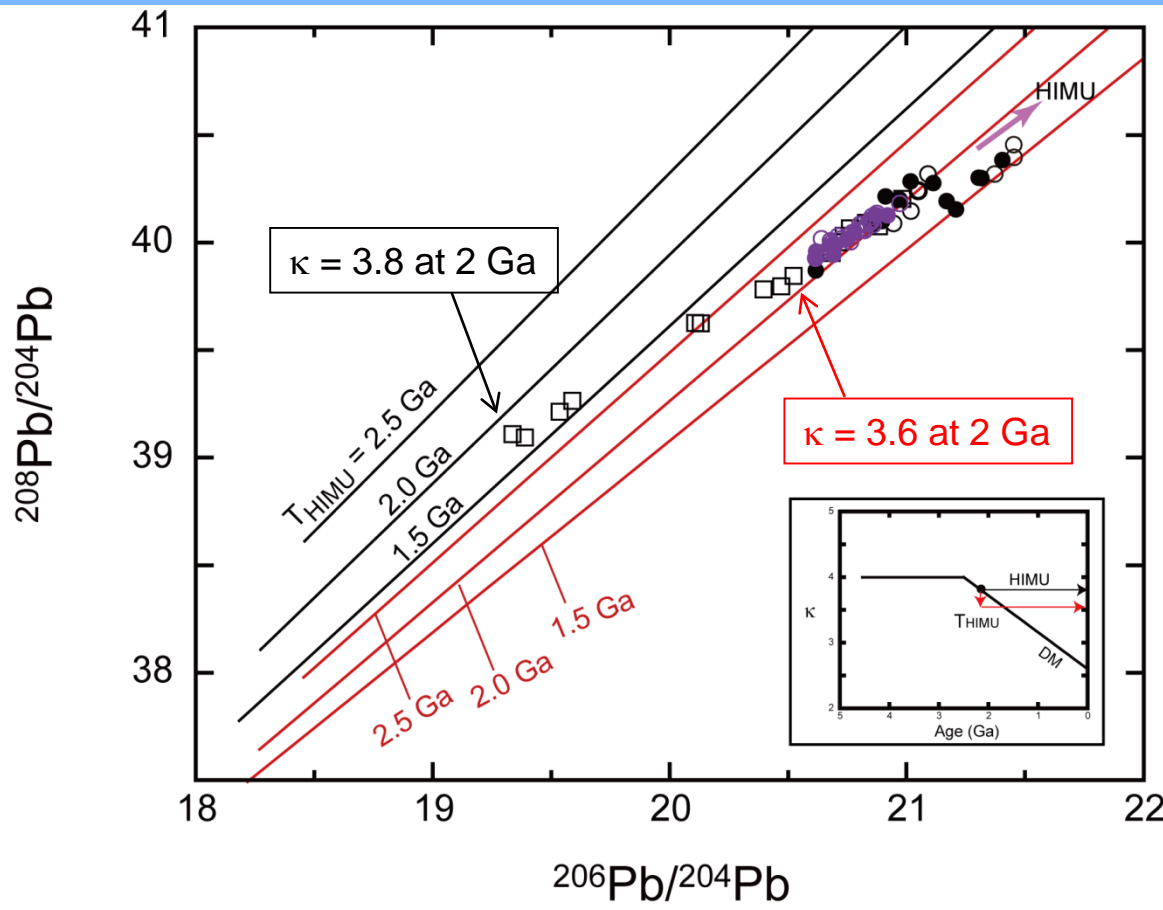 41
40
39
38
²⁰⁸Pb/²⁰⁴Pb
HIMU
κ = 3.8 at 2 Ga
T_HIMU = 2.5 Ga
2.0 Ga
1.5 Ga
κ = 3.6 at 2 Ga
2.5 Ga
2.0 Ga
1.5 Ga
5
4
3
2
κ
HIMU
THIMU
DM
5 4 3 2 1 0
Age (Ga)
18 19 20 21 22
²⁰⁶Pb/²⁰⁴Pb